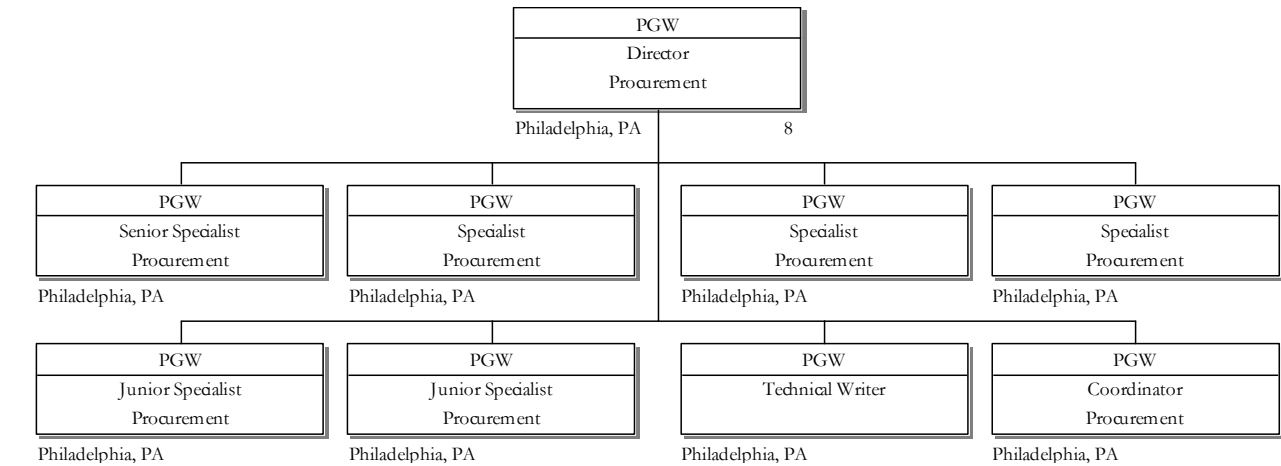 PGW
Director
Procurement
Philadelphia, PA 8
PGW PGW PGW PGW
Senior Specialist Specialist Specialist Specialist
Procurement Procurement Procurement Procurement
Philadelphia, PA Philadelphia, PA Philadelphia, PA Philadelphia, PA
PGW PGW PGW PGW
Junior Specialist Junior Specialist Technical Writer Coordinator
Procurement Procurement Procurement
Philadelphia, PA Philadelphia, PA Philadelphia, PA Philadelphia, PA